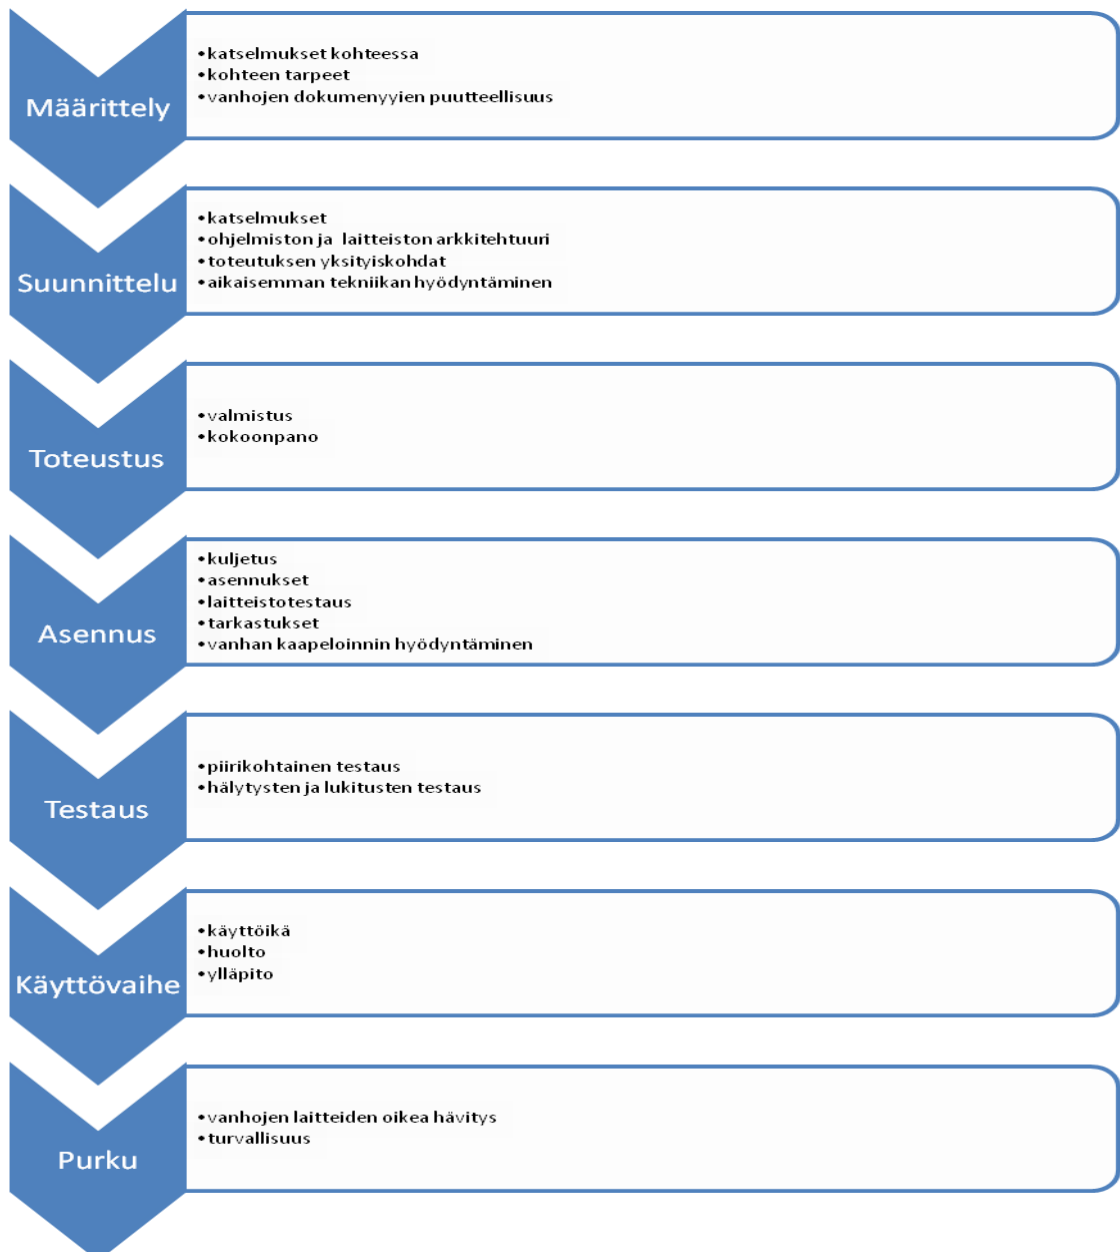 Määrittely
•katselmukset kohteessa
•kohteen tarpeet
•vanhojen dokumenyyien puutteellisuus
Suunnittelu
•katselmukset
•ohjelmiston ja laitteiston arkkitehtuuri
•toteutuksen yksityiskohdat
•aikaisemman tekniikan hyödyntäminen
Toteustus
•valmistus
•kokoonpano
Asennus
•kuljetus
•asennukset
•laitteistotestaus
•tarkastukset
•vanhan kaapeloinnin hyödyntäminen
Testaus
•piirikohtainen testaus
•hälytysten ja lukitusten testaus
Käyttövaihe
•käyttöikä
•huolto
•ylläpito
Purku
•vanhojen laitteiden oikea hävitys
•turvallisuus